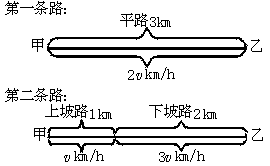 第一条路:
平路3km
甲 乙
2v km/h
第二条路:
上坡路1km 下坡路2km
甲 乙
v km/h 3v km/h